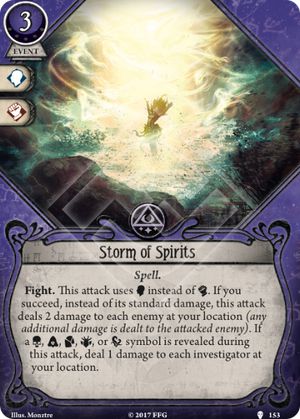 3
EVENT
Storm of Spirits
Spell.
Fight. This attack uses instead of . If you
succeed, instead of its standard damage, this attack
deals 2 damage to each enemy at your location (any
additional damage is dealt to the attacked enemy). If
a , , , , or symbol is revealed during
this attack, deal 1 damage to each investigator at
your location.
Illus. Monztre
© 2017 FFG
153